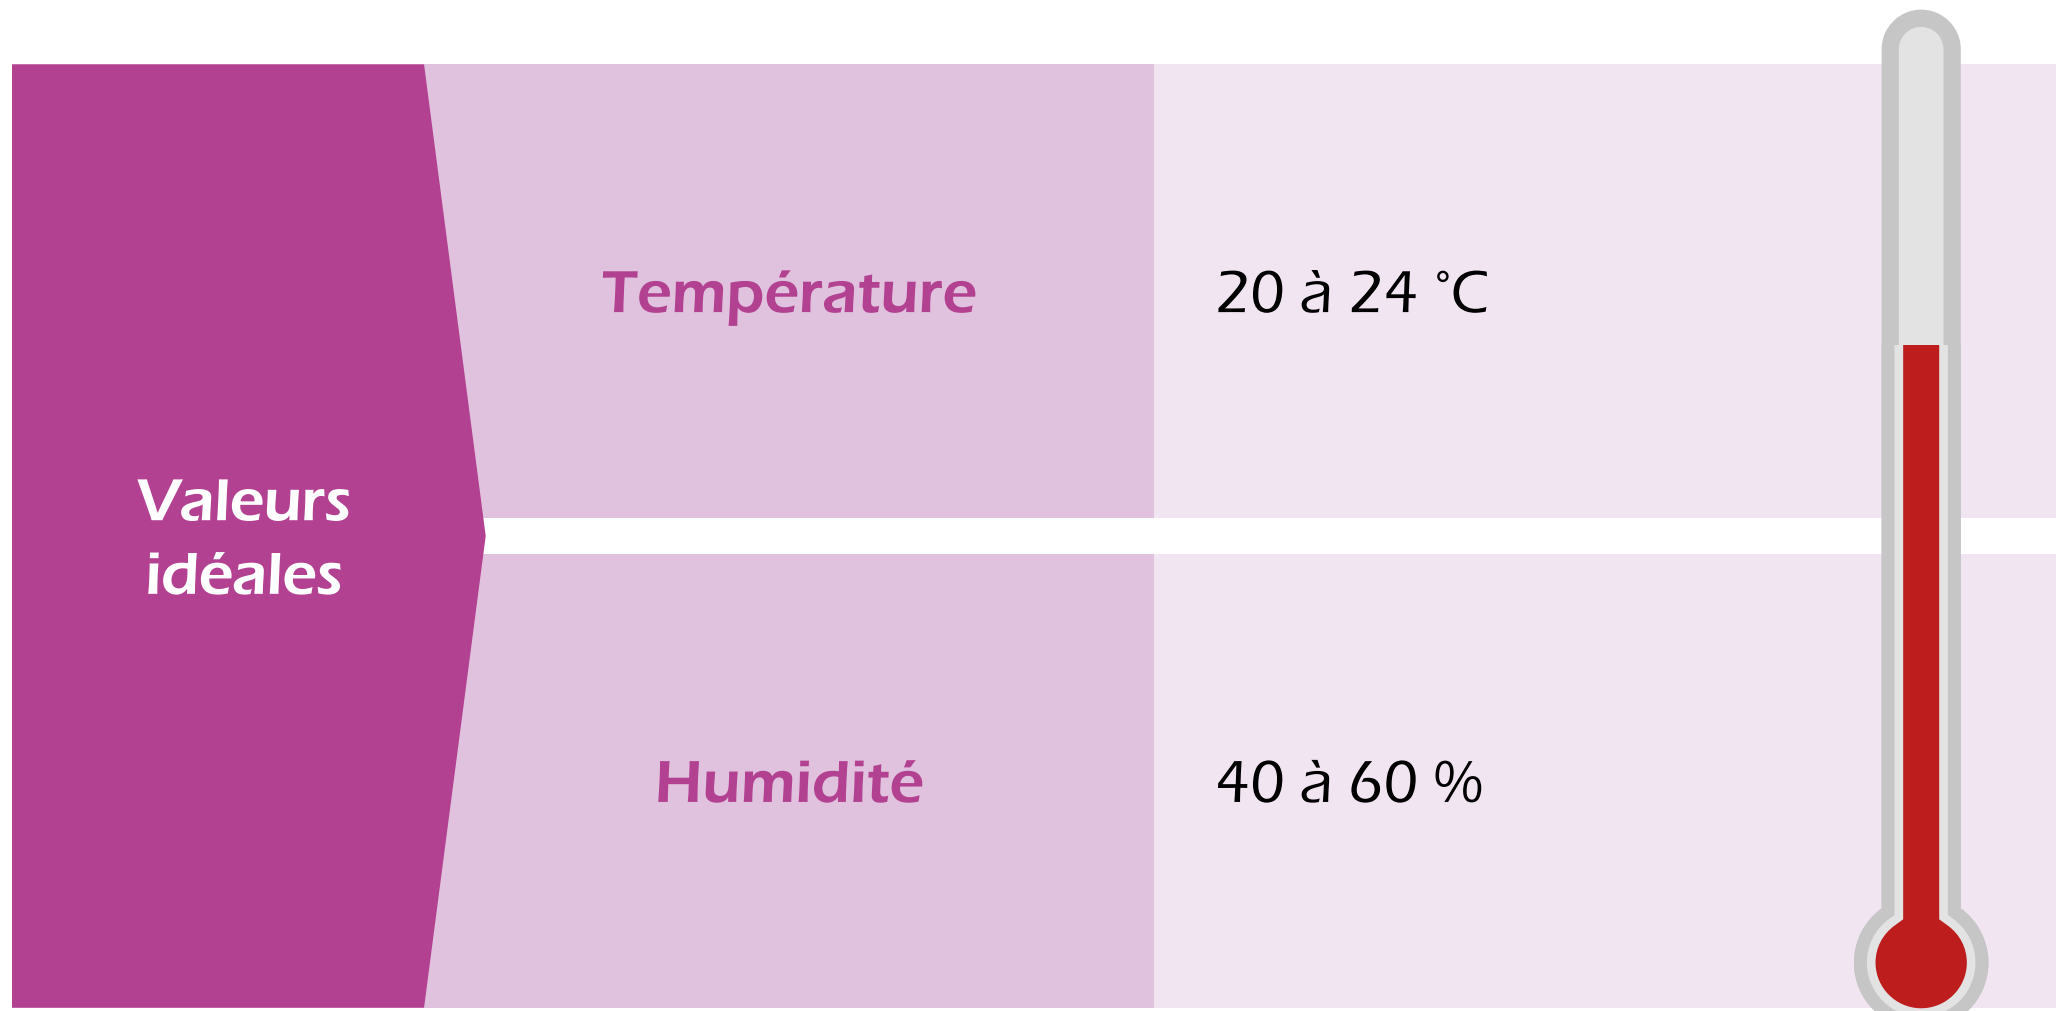 Valeurs
idéales
Température
20 à 24 °C
Humidité
40 à 60 %